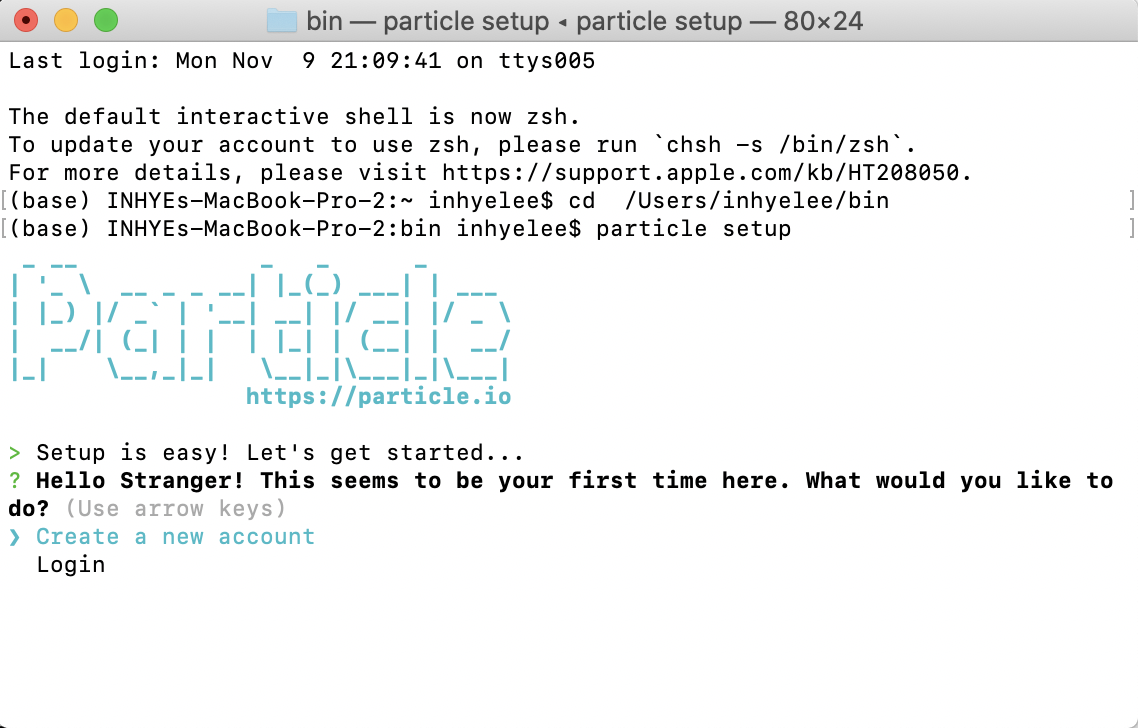 bin — particle setup ◂ particle setup — 80×24
Last login: Mon Nov  9 21:09:41 on ttys005
The default interactive shell is now zsh.
To update your account to use zsh, please run `chsh -s /bin/zsh`.
For more details, please visit https://support.apple.com/kb/HT208050.
[(base) INHYEs-MacBook-Pro-2:~ inhyelee$ cd  /Users/inhyelee/bin ]
[(base) INHYEs-MacBook-Pro-2:bin inhyelee$ particle setup ]
particle
https://particle.io
> Setup is easy! Let's get started...
? Hello Stranger! This seems to be your first time here. What would you like to
do? (Use arrow keys)
❯ Create a new account
Login